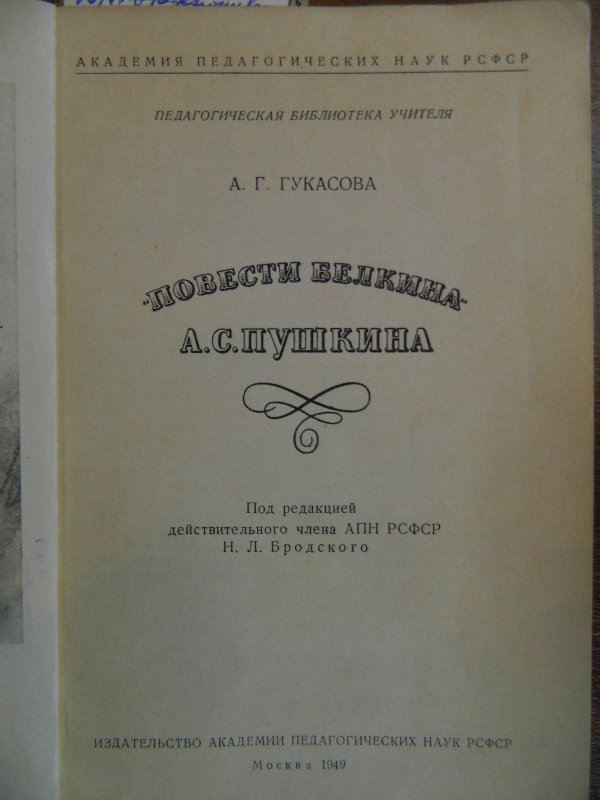 АКАДЕМИЯ ПЕДАГОГИЧЕСКИХ НАУК РСФСР
ПЕДАГОГИЧЕСКАЯ БИБЛИОТЕКА УЧИТЕЛЯ
А. Г. ГУКАСОВА
„ПОВЕСТИ БЕЛКИНА“
А.С.ПУШКИНА
Под редакцией
действительного члена АПН РСФСР
Н. Л. Бродского
ИЗДАТЕЛЬСТВО АКАДЕМИИ ПЕДАГОГИЧЕСКИХ НАУК РСФСР
Москва 1949